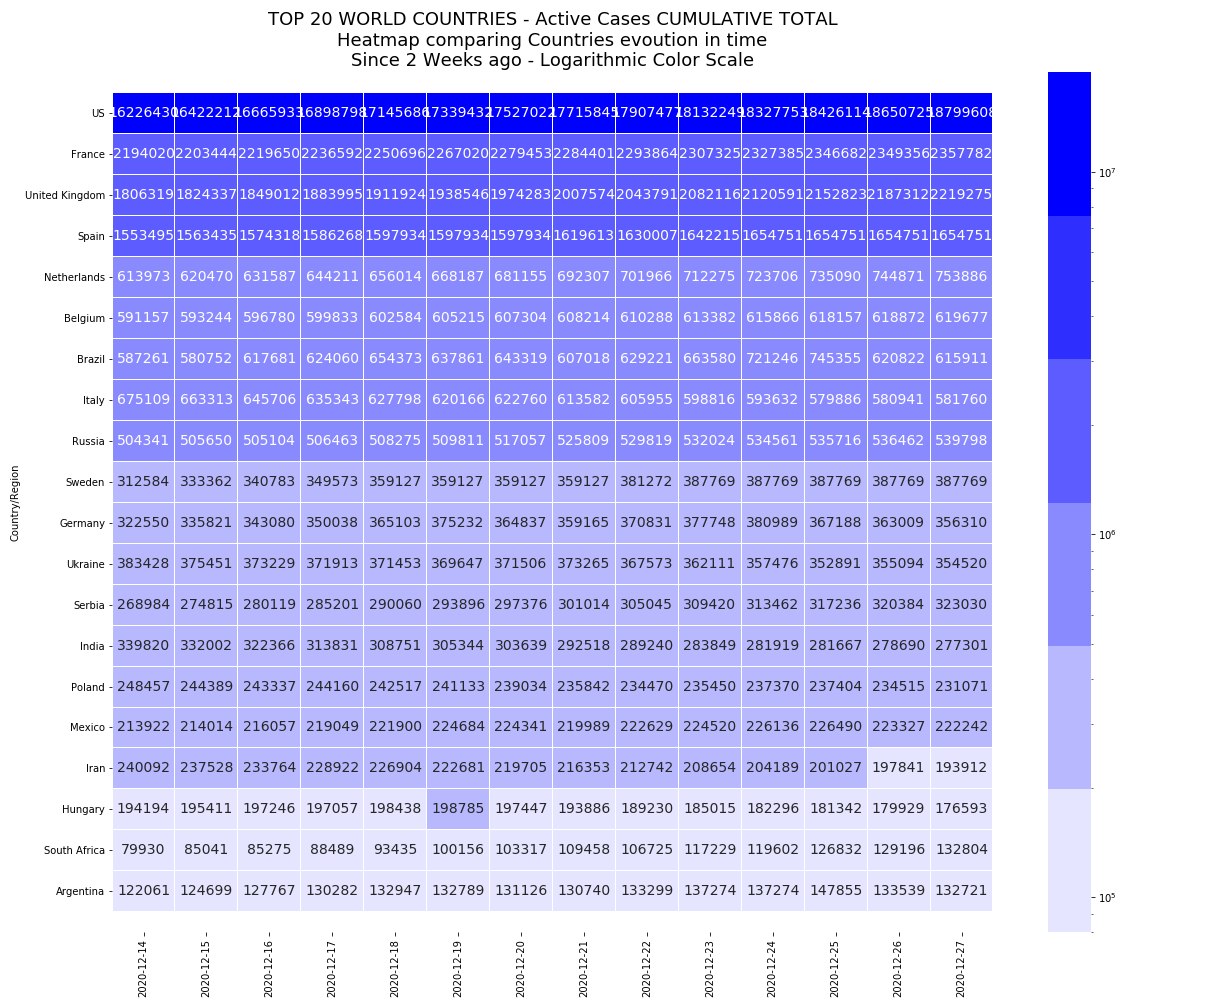 TOP 20 WORLD COUNTRIES - Active Cases CUMULATIVE TOTAL
Heatmap comparing Countries evoution in time
Since 2 Weeks ago - Logarithmic Color Scale
US 16226430 16422212 16665933 16898798 17145686 17339432 17527022 17715845 17907477 18132249 18327753 18426114 18650725 18799608
France 2194020 2203444 2219650 2236592 2250696 2267020 2279453 2284401 2293864 2307325 2327385 2346682 2349356 2357782
United Kingdom 1806319 1824337 1849012 1883995 1911924 1938546 1974283 2007574 2043791 2082116 2120591 2152823 2187312 2219275
Spain 1553495 1563435 1574318 1586268 1597934 1597934 1597934 1619613 1630007 1642215 1654751 1654751 1654751 1654751
Netherlands 613973 620470 631587 644211 656014 668187 681155 692307 701966 712275 723706 735090 744871 753886
Belgium 591157 593244 596780 599833 602584 605215 607304 608214 610288 613382 615866 618157 618872 619677
Brazil 587261 580752 617681 624060 654373 637861 643319 607018 629221 663580 721246 745355 620822 615911
Italy 675109 663313 645706 635343 627798 620166 622760 613582 605955 598816 593632 579886 580941 581760
Russia 504341 505650 505104 506463 508275 509811 517057 525809 529819 532024 534561 535716 536462 539798
Sweden 312584 333362 340783 349573 359127 359127 359127 359127 381272 387769 387769 387769 387769 387769
Germany 322550 335821 343080 350038 365103 375232 364837 359165 370831 377748 380989 367188 363009 356310
Ukraine 383428 375451 373229 371913 371453 369647 371506 373265 367573 362111 357476 352891 355094 354520
Serbia 268984 274815 280119 285201 290060 293896 297376 301014 305045 309420 313462 317236 320384 323030
India 339820 332002 322366 313831 308751 305344 303639 292518 289240 283849 281919 281667 278690 277301
Poland 248457 244389 243337 244160 242517 241133 239034 235842 234470 235450 237370 237404 234515 231071
Mexico 213922 214014 216057 219049 221900 224684 224341 219989 222629 224520 226136 226490 223327 222242
Iran 240092 237528 233764 228922 226904 222681 219705 216353 212742 208654 204189 201027 197841 193912
Hungary 194194 195411 197246 197057 198438 198785 197447 193886 189230 185015 182296 181342 179929 176593
South Africa 79930 85041 85275 88489 93435 100156 103317 109458 106725 117229 119602 126832 129196 132804
Argentina 122061 124699 127767 130282 132947 132789 131126 130740 133299 137274 137274 147855 133539 132721
2020-12-14 2020-12-15 2020-12-16 2020-12-17 2020-12-18 2020-12-19 2020-12-20 2020-12-21 2020-12-22 2020-12-23 2020-12-24 2020-12-25 2020-12-26 2020-12-27
Country/Region
10⁷
10⁶
10⁵